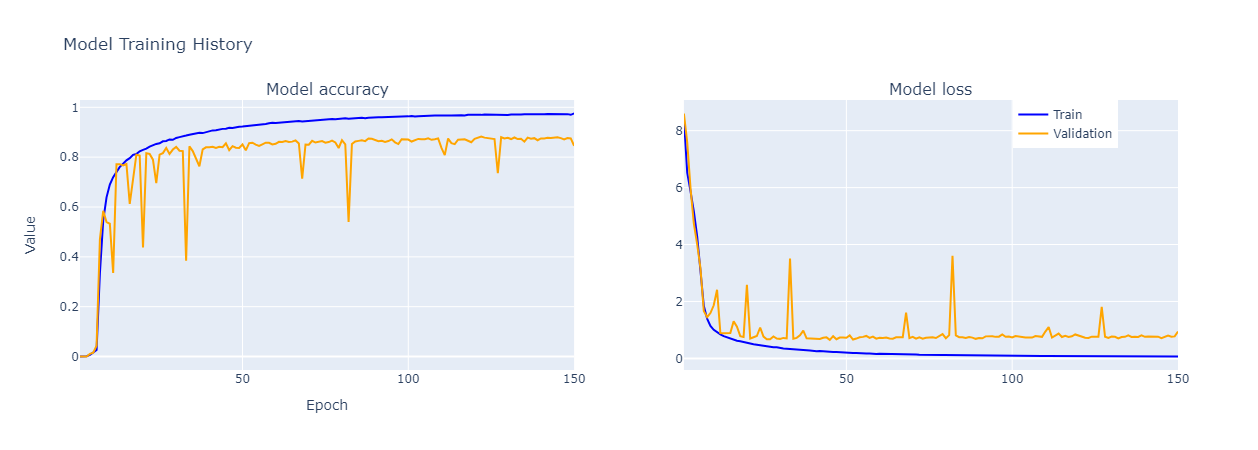 Model Training History
Model accuracy
1
0.8
0.6
0.4
0.2
0
50
100
150
Value
Epoch
Model loss
Train
Validation
8
6
4
2
0
50
100
150